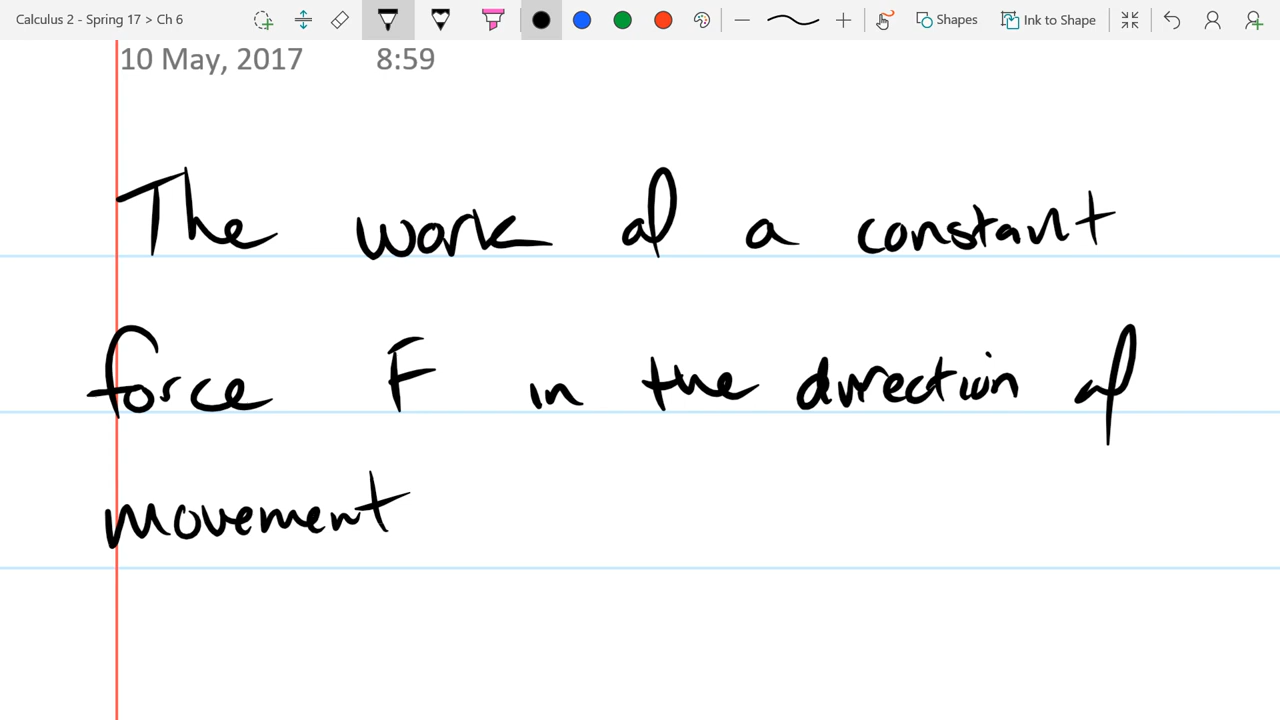 Calculus 2 - Spring 17 > Ch 6
Shapes
Ink to Shape
10 May, 2017 8:59
The work of a constant
force F in the direction of
movement